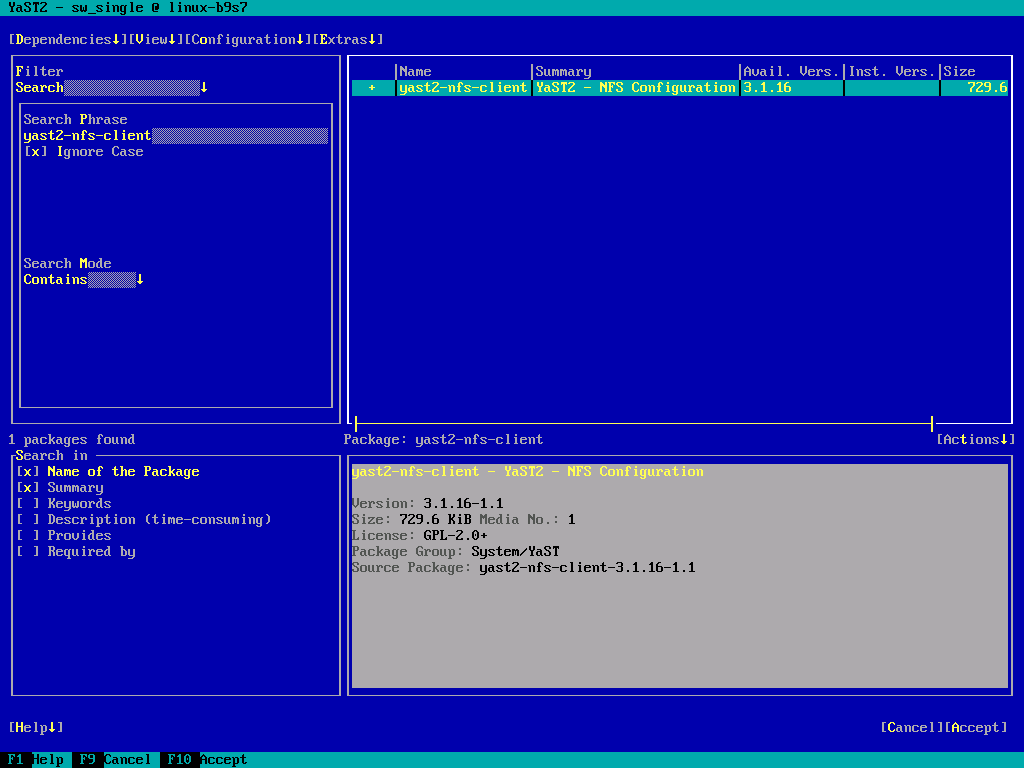 YaST2 - sw_single @ linux-b9s7
[Dependencies↓][View↓][Configuration↓][Extras↓]
Filter
Search↓
Search Phrase
yast2-nfs-client
[x] Ignore Case
Search Mode
Contains↓
|Name |Summary |Avail. Vers.|Inst. Vers.|Size
+ |yast2-nfs-client|YaST2 - NFS Configuration|3.1.16 | | 729.6
1 packages found
Package: yast2-nfs-client
[Actions↓]
Search in
[x] Name of the Package
[x] Summary
[ ] Keywords
[ ] Description (time-consuming)
[ ] Provides
[ ] Required by
yast2-nfs-client - YaST2 - NFS Configuration
Version: 3.1.16-1.1
Size: 729.6 KiB Media No.: 1
License: GPL-2.0+
Package Group: System/YaST
Source Package: yast2-nfs-client-3.1.16-1.1
[Help↓] [Cancel][Accept]
F1 Help F9 Cancel F10 Accept